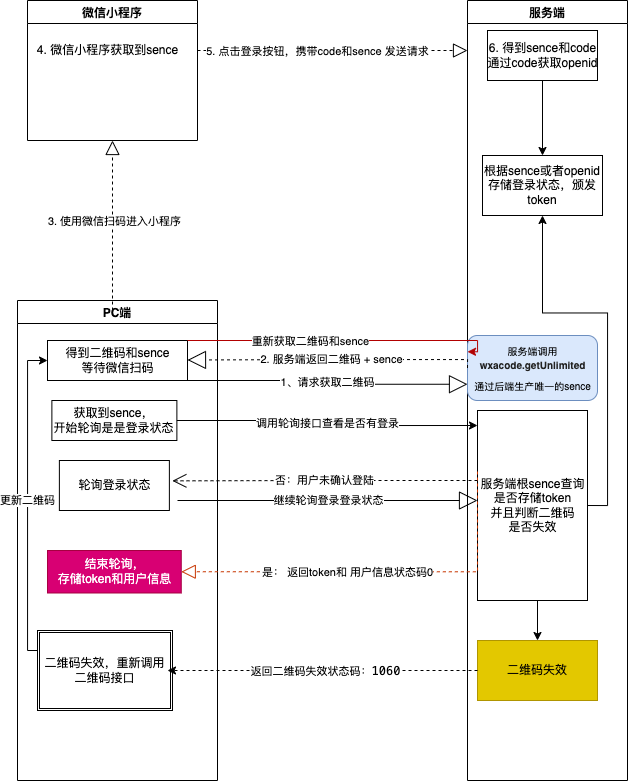 微信小程序
4. 微信小程序获取到sence
5. 点击登录按钮，携带code和sence 发送请求
服务端
6. 得到sence和code
通过code获取openid
根据sence或者openid
存储登录状态，颁发
token
3. 使用微信扫码进入小程序
PC端
得到二维码和sence
等待微信扫码
重新获取二维码和sence
2. 服务端返回二维码 + sence
1、请求获取二维码
服务端调用
wxacode.getUnlimited
通过后端生产唯一的sence
获取到sence，
开始轮询是是登录状态
调用轮询接口查看是否有登录
轮询登录状态
否：用户未确认登陆
继续轮询登录登录状态
服务端根sence查询
是否存储token
并且判断二维码
是否失效
更新二维码
结束轮询，
存储token和用户信息
是： 返回token和 用户信息状态码0
二维码失效，重新调用
二维码接口
返回二维码失效状态码：1060
二维码失效